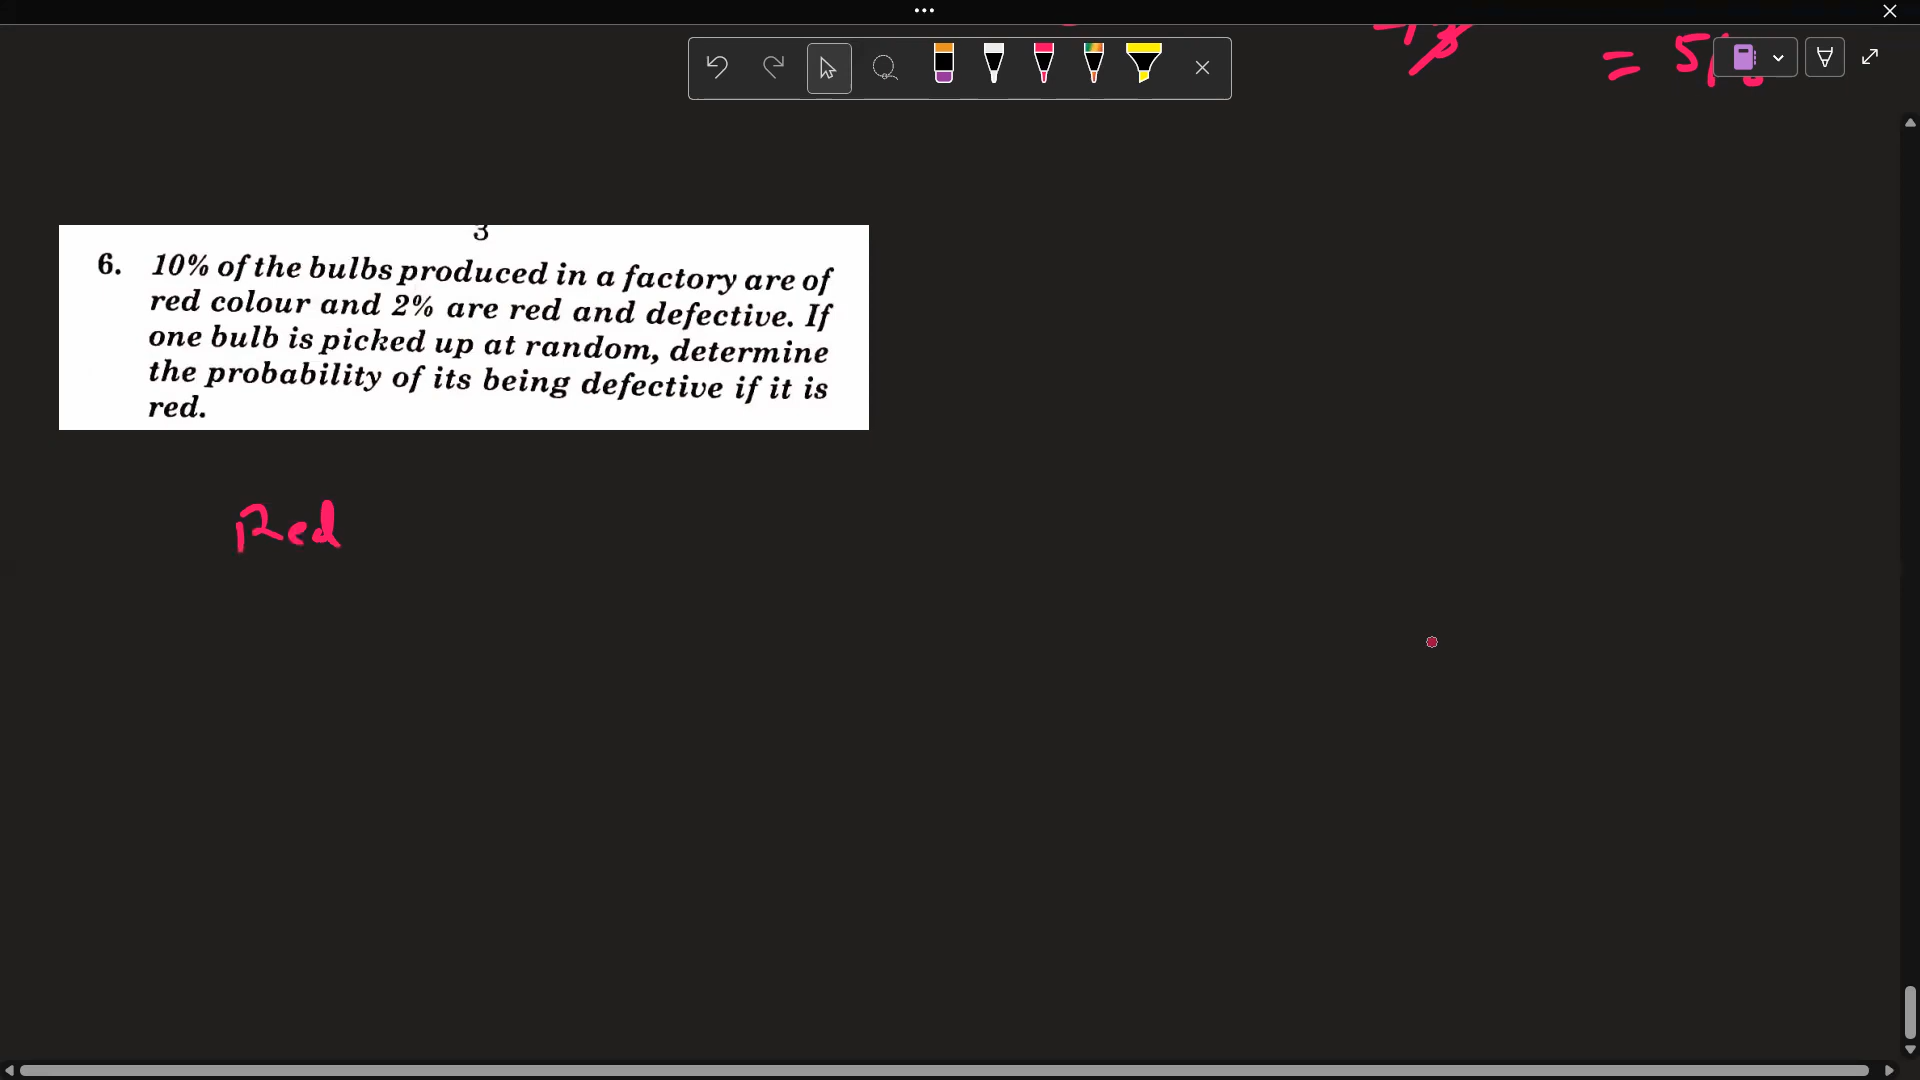 = 5/
3
6. 10% of the bulbs produced in a factory are of
red colour and 2% are red and defective. If
one bulb is picked up at random, determine
the probability of its being defective if it is
red.
Red